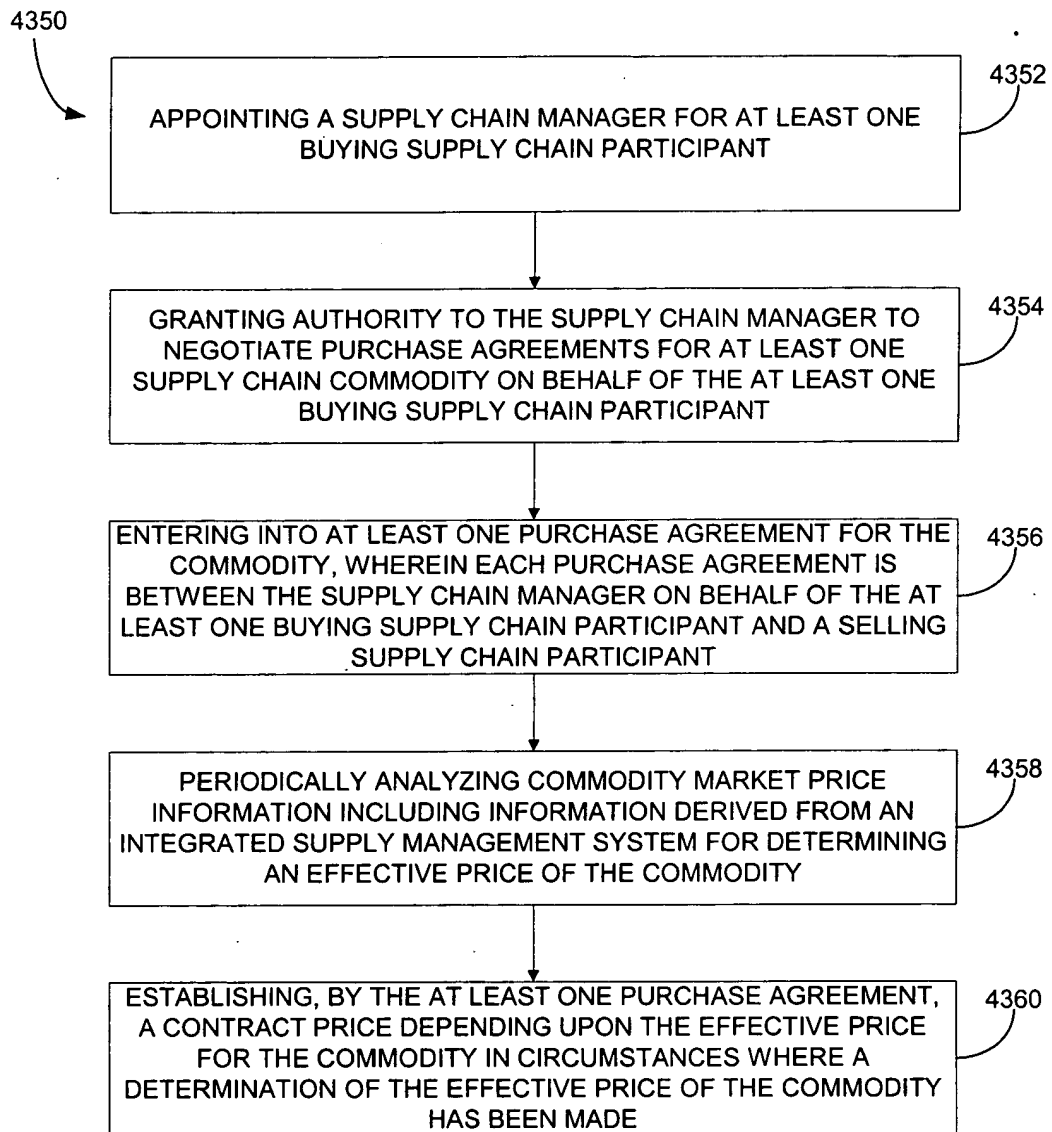 4350
4352
APPOINTING A SUPPLY CHAIN MANAGER FOR AT LEAST ONE
BUYING SUPPLY CHAIN PARTICIPANT
4354
GRANTING AUTHORITY TO THE SUPPLY CHAIN MANAGER TO
NEGOTIATE PURCHASE AGREEMENTS FOR AT LEAST ONE
SUPPLY CHAIN COMMODITY ON BEHALF OF THE AT LEAST ONE
BUYING SUPPLY CHAIN PARTICIPANT
4356
ENTERING INTO AT LEAST ONE PURCHASE AGREEMENT FOR THE
COMMODITY, WHEREIN EACH PURCHASE AGREEMENT IS
BETWEEN THE SUPPLY CHAIN MANAGER ON BEHALF OF THE AT
LEAST ONE BUYING SUPPLY CHAIN PARTICIPANT AND A SELLING
SUPPLY CHAIN PARTICIPANT
4358
PERIODICALLY ANALYZING COMMODITY MARKET PRICE
INFORMATION INCLUDING INFORMATION DERIVED FROM AN
INTEGRATED SUPPLY MANAGEMENT SYSTEM FOR DETERMINING
AN EFFECTIVE PRICE OF THE COMMODITY
4360
ESTABLISHING, BY THE AT LEAST ONE PURCHASE AGREEMENT,
A CONTRACT PRICE DEPENDING UPON THE EFFECTIVE PRICE
FOR THE COMMODITY IN CIRCUMSTANCES WHERE A
DETERMINATION OF THE EFFECTIVE PRICE OF THE COMMODITY
HAS BEEN MADE